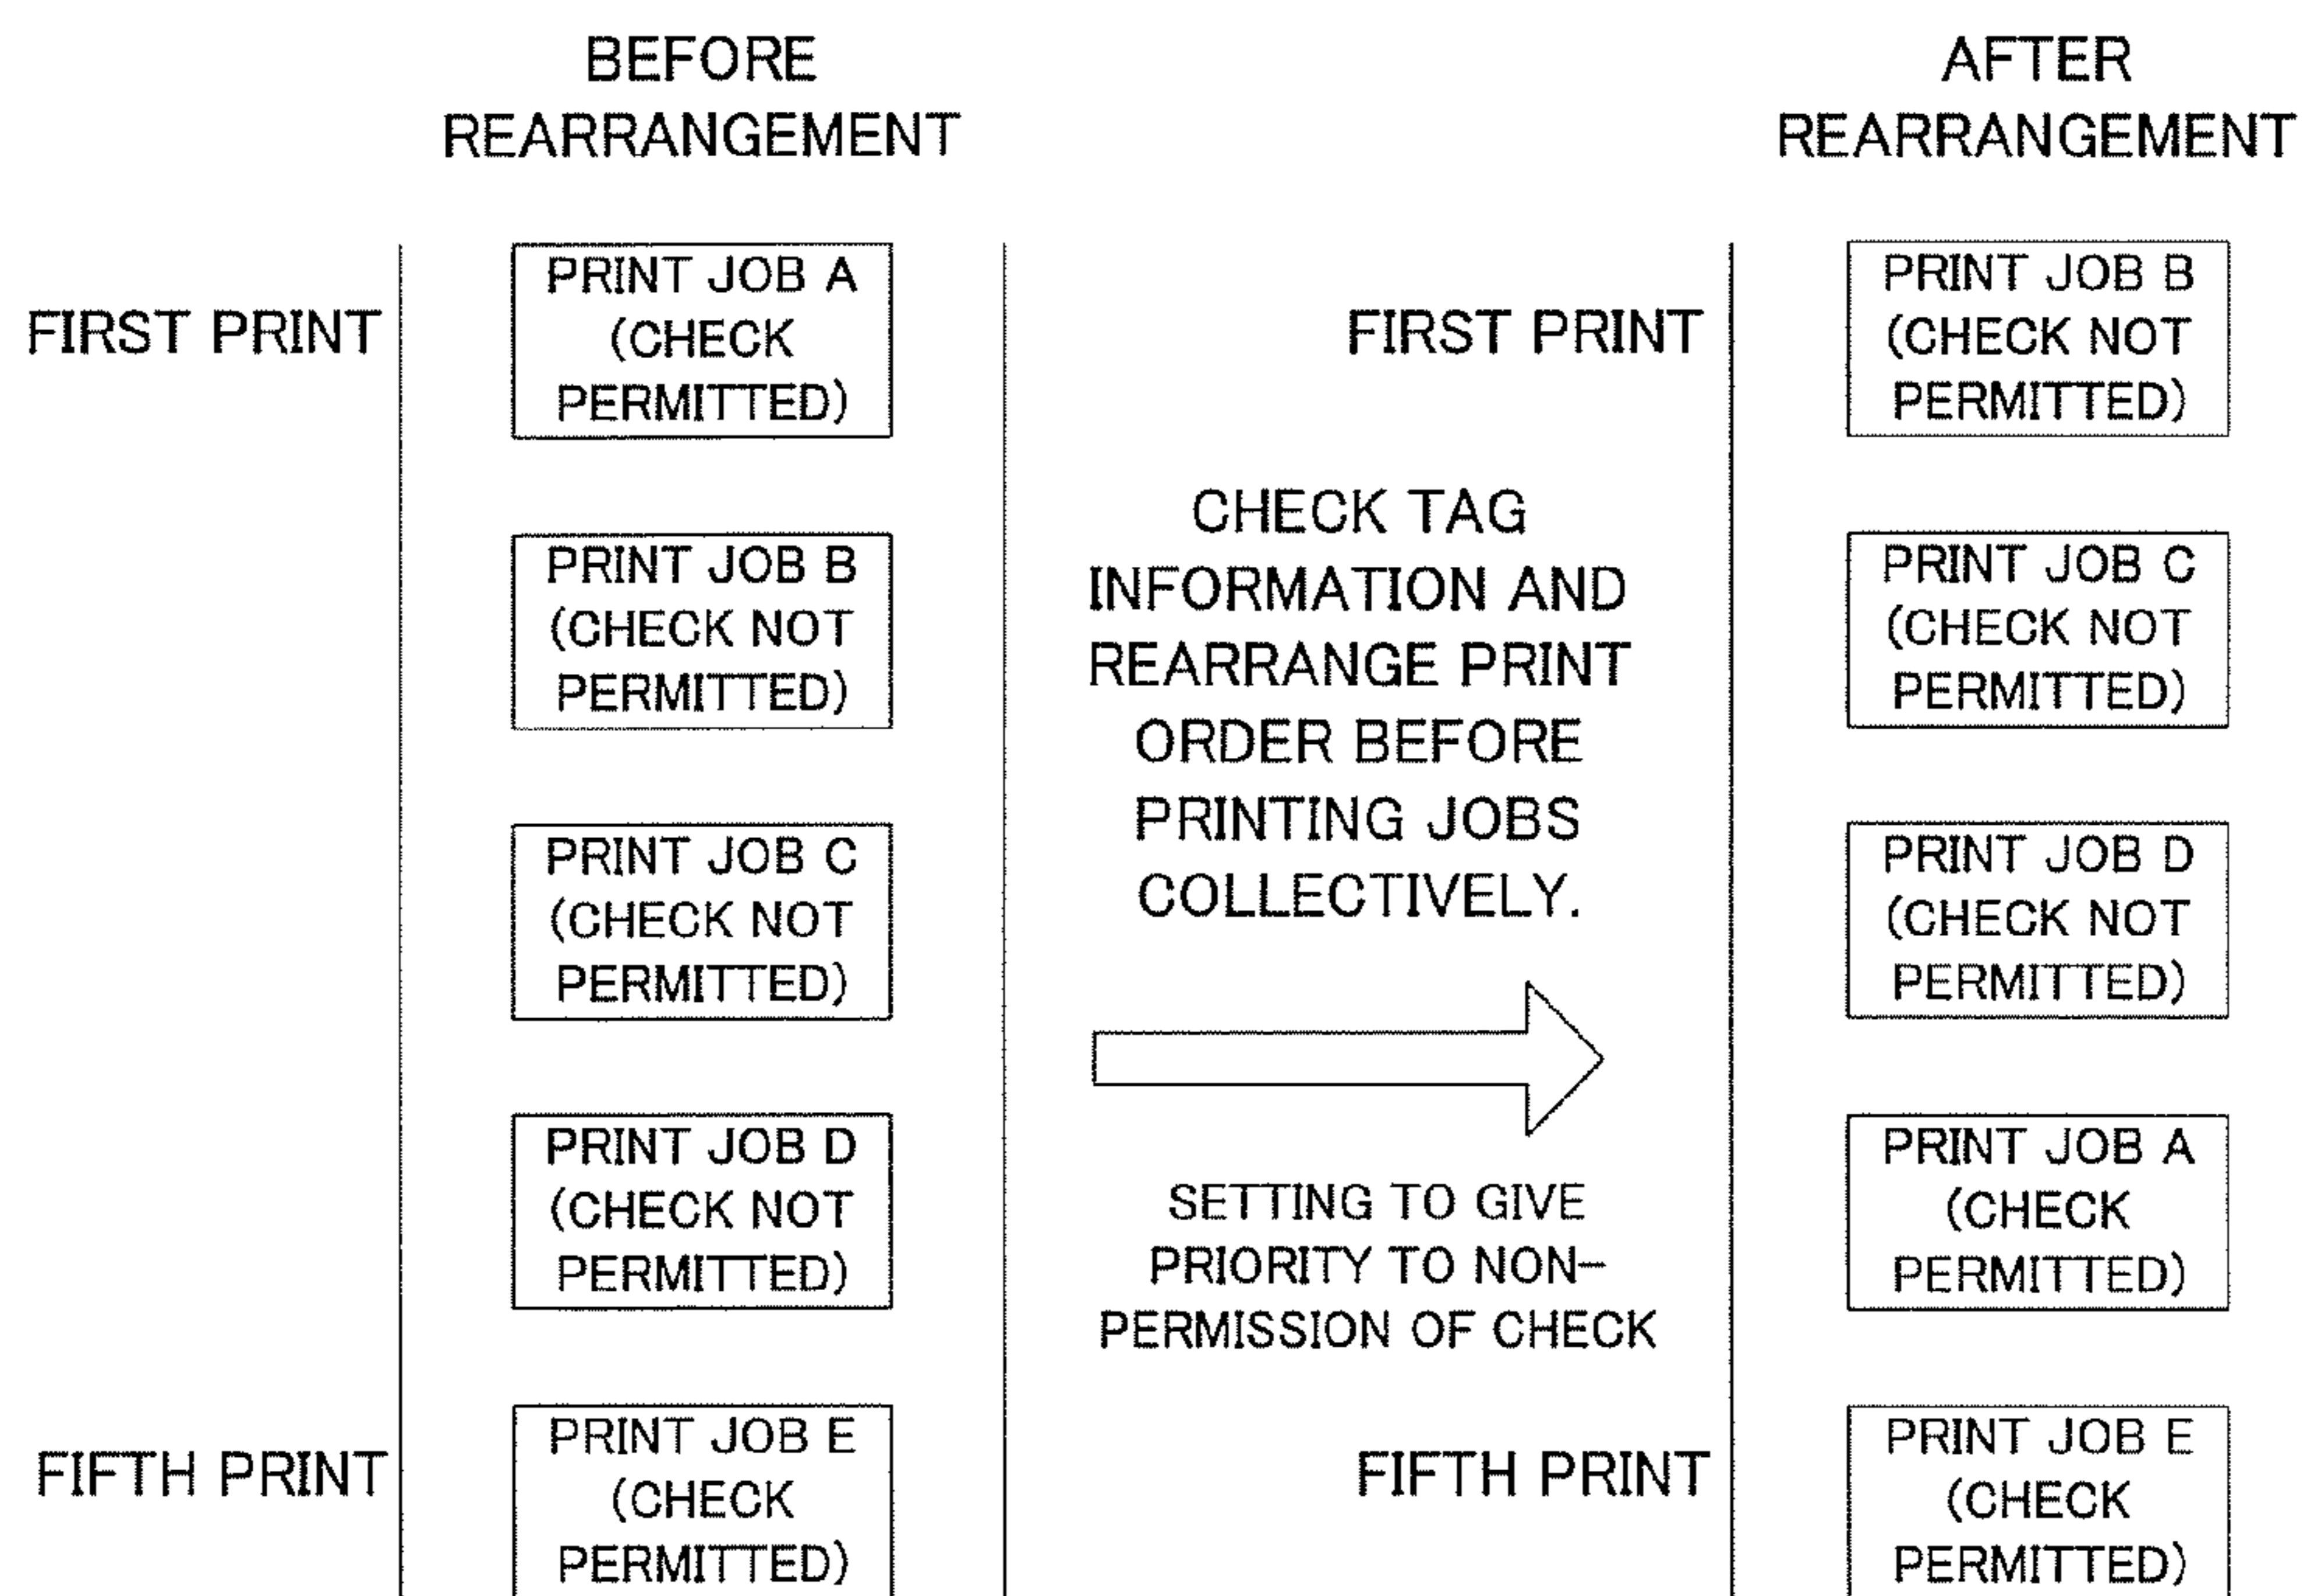 BEFORE
REARRANGEMENT
FIRST PRINT
PRINT JOB A
(CHECK
PERMITTED)
PRINT JOB B
(CHECK NOT
PERMITTED)
PRINT JOB C
(CHECK NOT
PERMITTED)
PRINT JOB D
(CHECK NOT
PERMITTED)
FIFTH PRINT
PRINT JOB E
(CHECK
PERMITTED)
CHECK TAG
INFORMATION AND
REARRANGE PRINT
ORDER BEFORE
PRINTING JOBS
COLLECTIVELY.
SETTING TO GIVE
PRIORITY TO NON-
PERMISSION OF CHECK
AFTER
REARRANGEMENT
FIRST PRINT
PRINT JOB B
(CHECK NOT
PERMITTED)
PRINT JOB C
(CHECK NOT
PERMITTED)
PRINT JOB D
(CHECK NOT
PERMITTED)
PRINT JOB A
(CHECK
PERMITTED)
FIFTH PRINT
PRINT JOB E
(CHECK
PERMITTED)